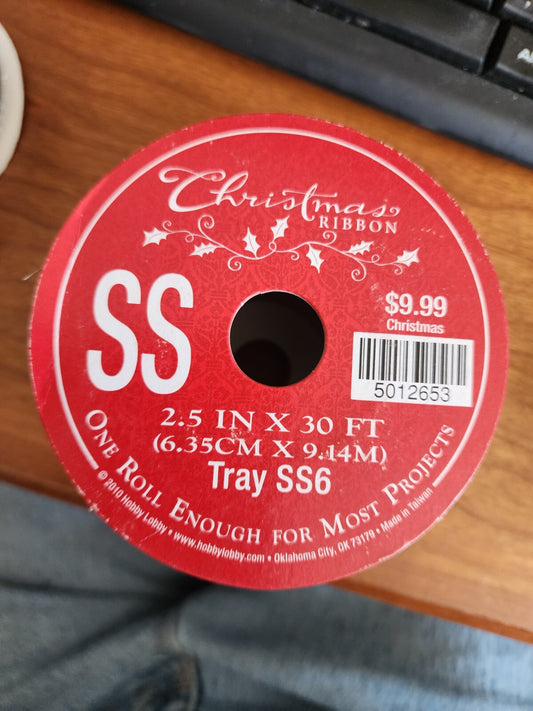 Christmas
RIBBON
SS
$9.99
Christmas
5012653
2.5 IN X 30 FT
(6.35CM X 9.14M)
Tray SS6
ONE ROLL ENOUGH FOR MOST PROJECTS
© 2010 Hobby Lobby • www.hobbylobby.com • Oklahoma City, OK 73179 • Made in Taiwan